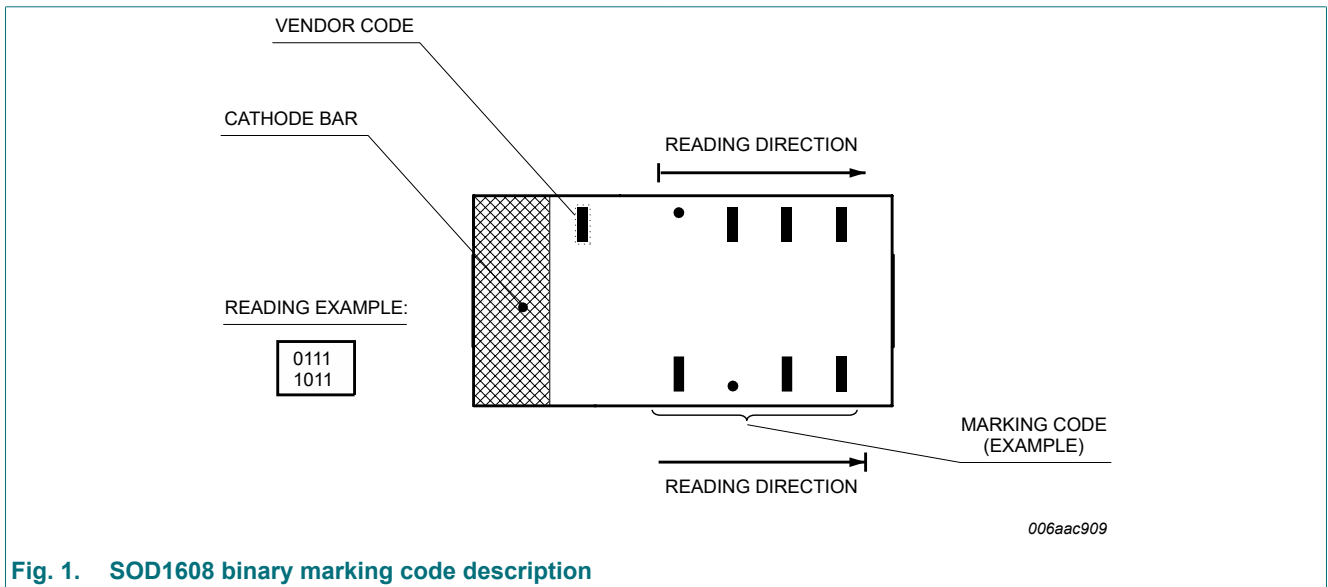 VENDOR CODE
CATHODE BAR
READING DIRECTION
READING EXAMPLE:
0111
1011
MARKING CODE
(EXAMPLE)
READING DIRECTION
006aac909
Fig. 1. SOD1608 binary marking code description